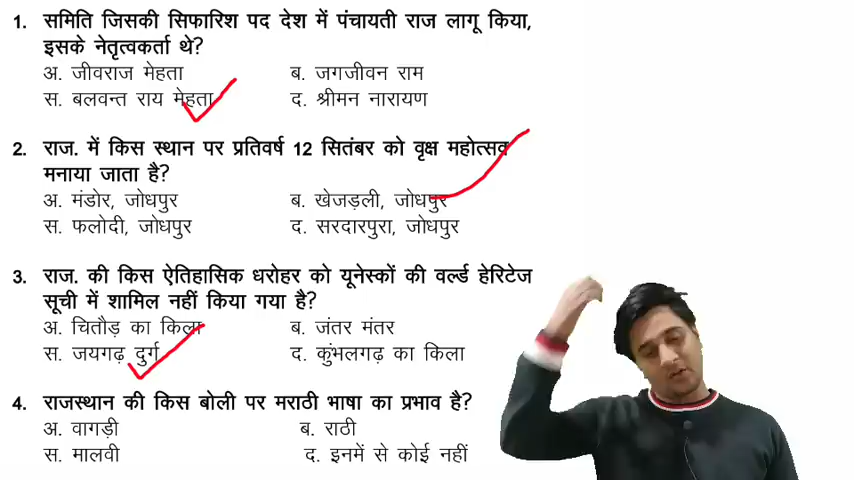 1. समिति जिसकी सिफारिश पद देश में पंचायती राज लागू किया,
इसके नेतृत्वकर्ता थे?
अ. जीवराज मेहता ब. जगजीवन राम
स. बलवन्त राय मेहता द. श्रीमन नारायण
2. राज. में किस स्थान पर प्रतिवर्ष 12 सितंबर को वृक्ष महोत्सव
मनाया जाता है?
अ. मंडोर, जोधपुर ब. खेजड़ली, जोधपुर
स. फलोदी, जोधपुर द. सरदारपुरा, जोधपुर
3. राज. की किस ऐतिहासिक धरोहर को यूनेस्कों की वर्ल्ड हेरिटेज
सूची में शामिल नहीं किया गया है?
अ. चितौड़ का किला ब. जंतर मंतर
स. जयगढ़ दुर्ग द. कुंभलगढ़ का किला
4. राजस्थान की किस बोली पर मराठी भाषा का प्रभाव है?
अ. वागड़ी ब. राठी
स. मालवी द. इनमें से कोई नहीं